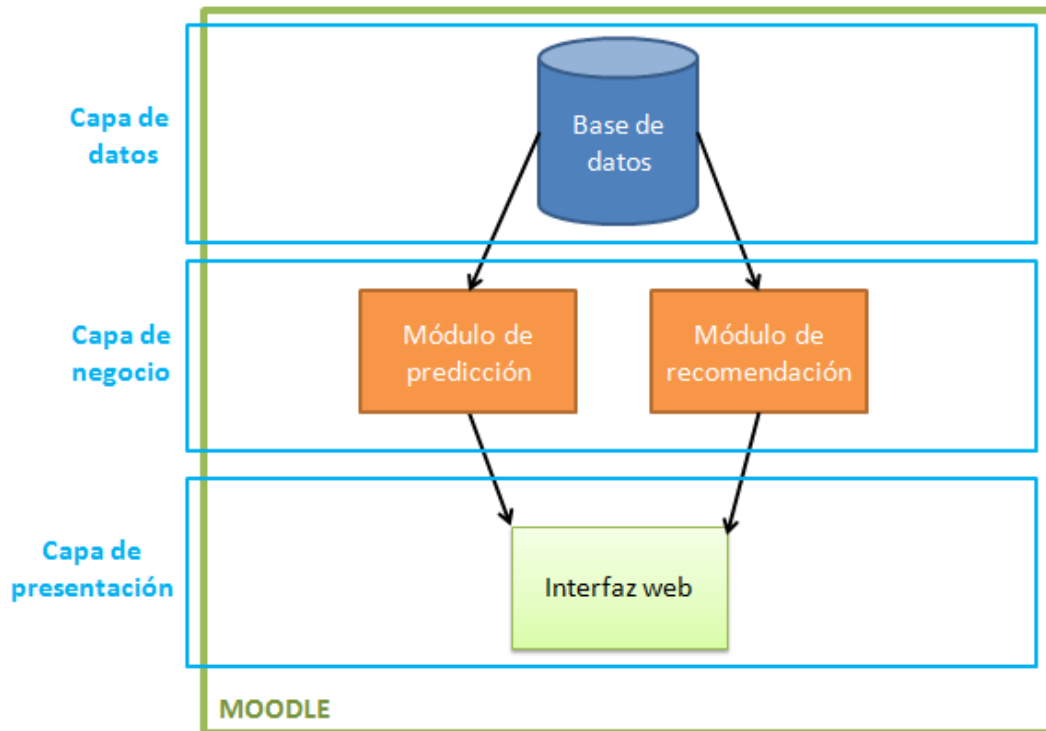 Capa de
datos
Base de
datos
Capa de
negocio
Módulo de
predicción
Módulo de
recomendación
Capa de
presentación
Interfaz web
MOODLE